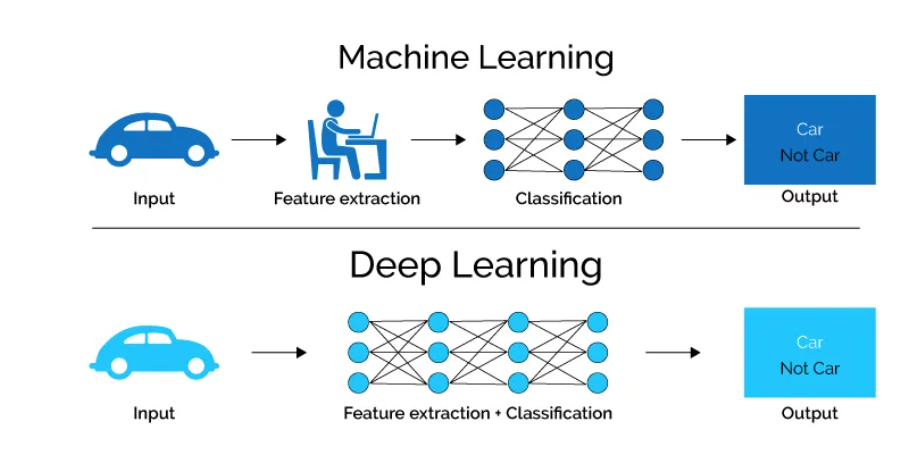 Machine Learning
Car
Not Car
Input
Feature extraction
Classification
Output
Deep Learning
Car
Not Car
Input
Feature extraction + Classification
Output